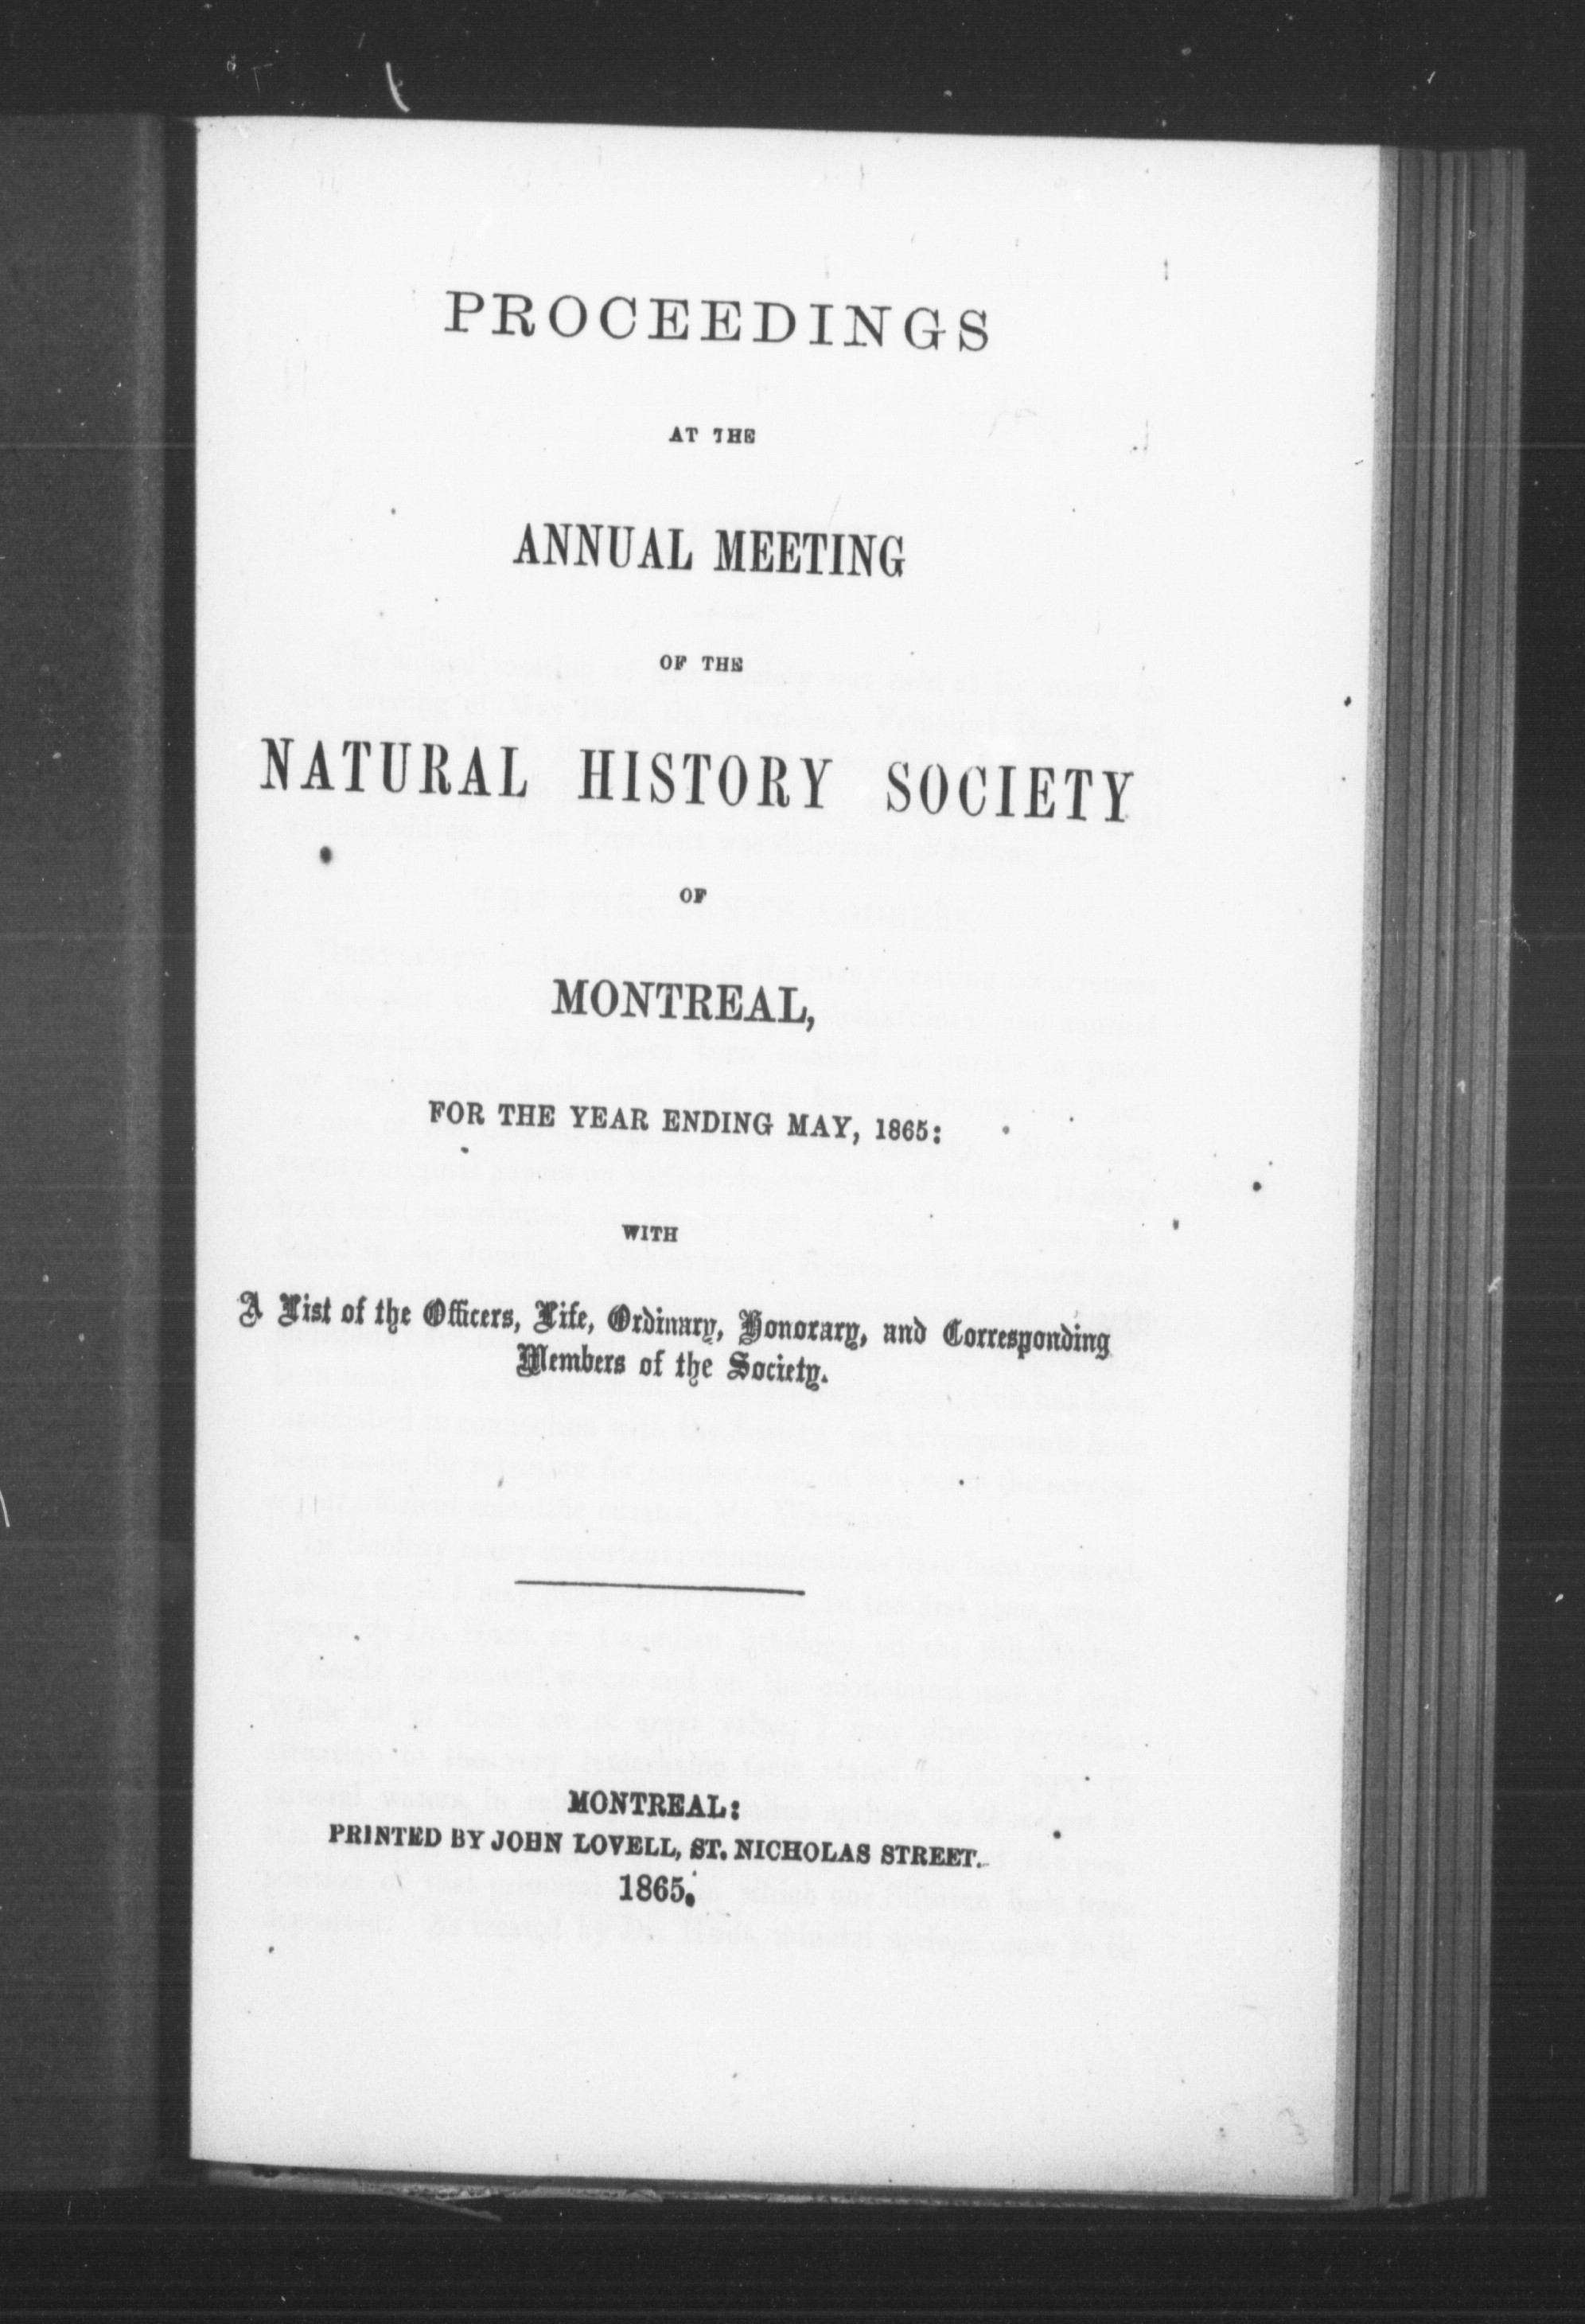 PROCEEDINGS
AT THE
ANNUAL MEETING
OF THE
NATURAL HISTORY SOCIETY
OF
MONTREAL,
FOR THE YEAR ENDING MAY, 1865:
WITH
A List of the Officers, Life, Ordinary, Honorary, and Corresponding
Members of the Society.
MONTREAL:
PRINTED BY JOHN LOVELL, ST. NICHOLAS STREET.
1865.